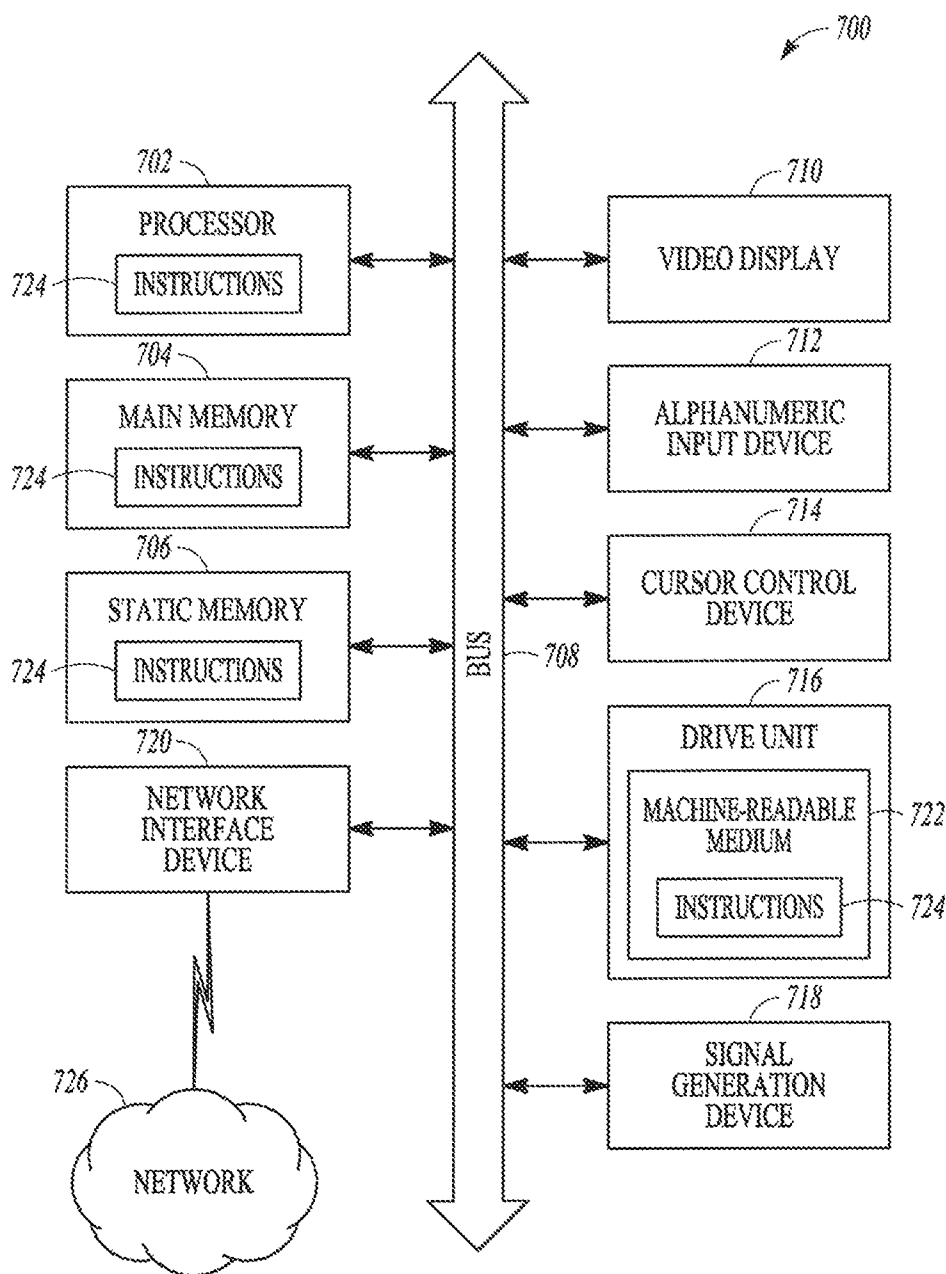 700
702
PROCESSOR
724
INSTRUCTIONS
704
MAIN MEMORY
724
INSTRUCTIONS
706
STATIC MEMORY
724
INSTRUCTIONS
720
NETWORK
INTERFACE
DEVICE
726
NETWORK
BUS
708
710
VIDEO DISPLAY
712
ALPHANUMERIC
INPUT DEVICE
714
CURSOR CONTROL
DEVICE
716
DRIVE UNIT
MACHINE-READABLE
MEDIUM
722
INSTRUCTIONS
724
718
SIGNAL
GENERATION
DEVICE